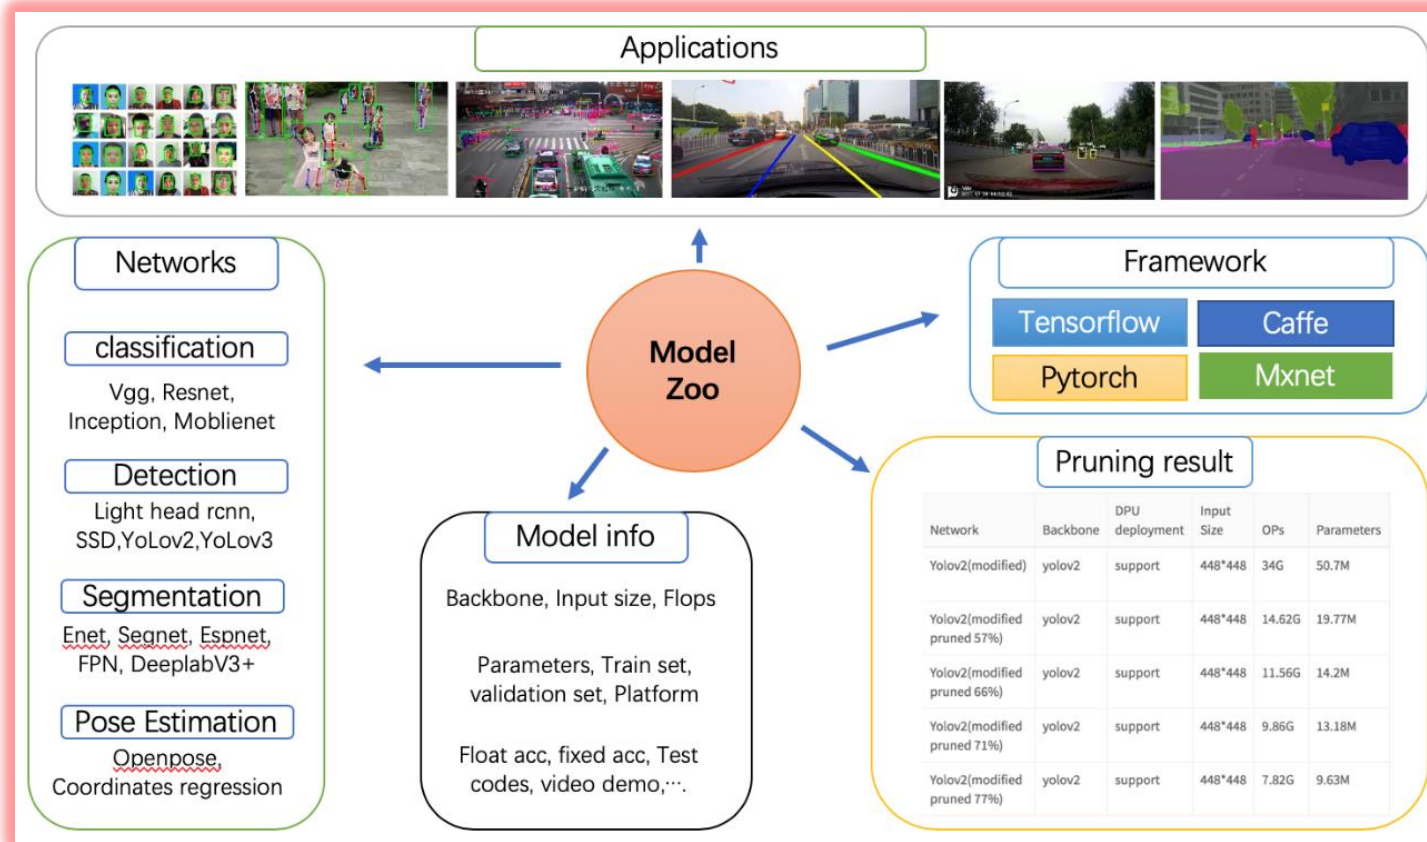 Applications
Networks
classification
Vgg, Resnet,
Inception, Moblienet
Detection
Light head rcnn,
SSD,YoLov2,YoLov3
Segmentation
Enet, Segnet, Espnet,
FPN, DeeplabV3+
Pose Estimation
Openpose,
Coordinates regression
Model
Zoo
Model info
Backbone, Input size, Flops
Parameters, Train set,
validation set, Platform
Float acc, fixed acc, Test
codes, video demo,….
Framework
Tensorflow
Caffe
Pytorch
Mxnet
Pruning result
Network Backbone DPU deployment Input Size OPs Parameters
Yolov2(modified) yolov2 support 448*448 34G 50.7M
Yolov2(modified pruned 57%) yolov2 support 448*448 14.62G 19.77M
Yolov2(modified pruned 66%) yolov2 support 448*448 11.56G 14.2M
Yolov2(modified pruned 71%) yolov2 support 448*448 9.86G 13.18M
Yolov2(modified pruned 77%) yolov2 support 448*448 7.82G 9.63M